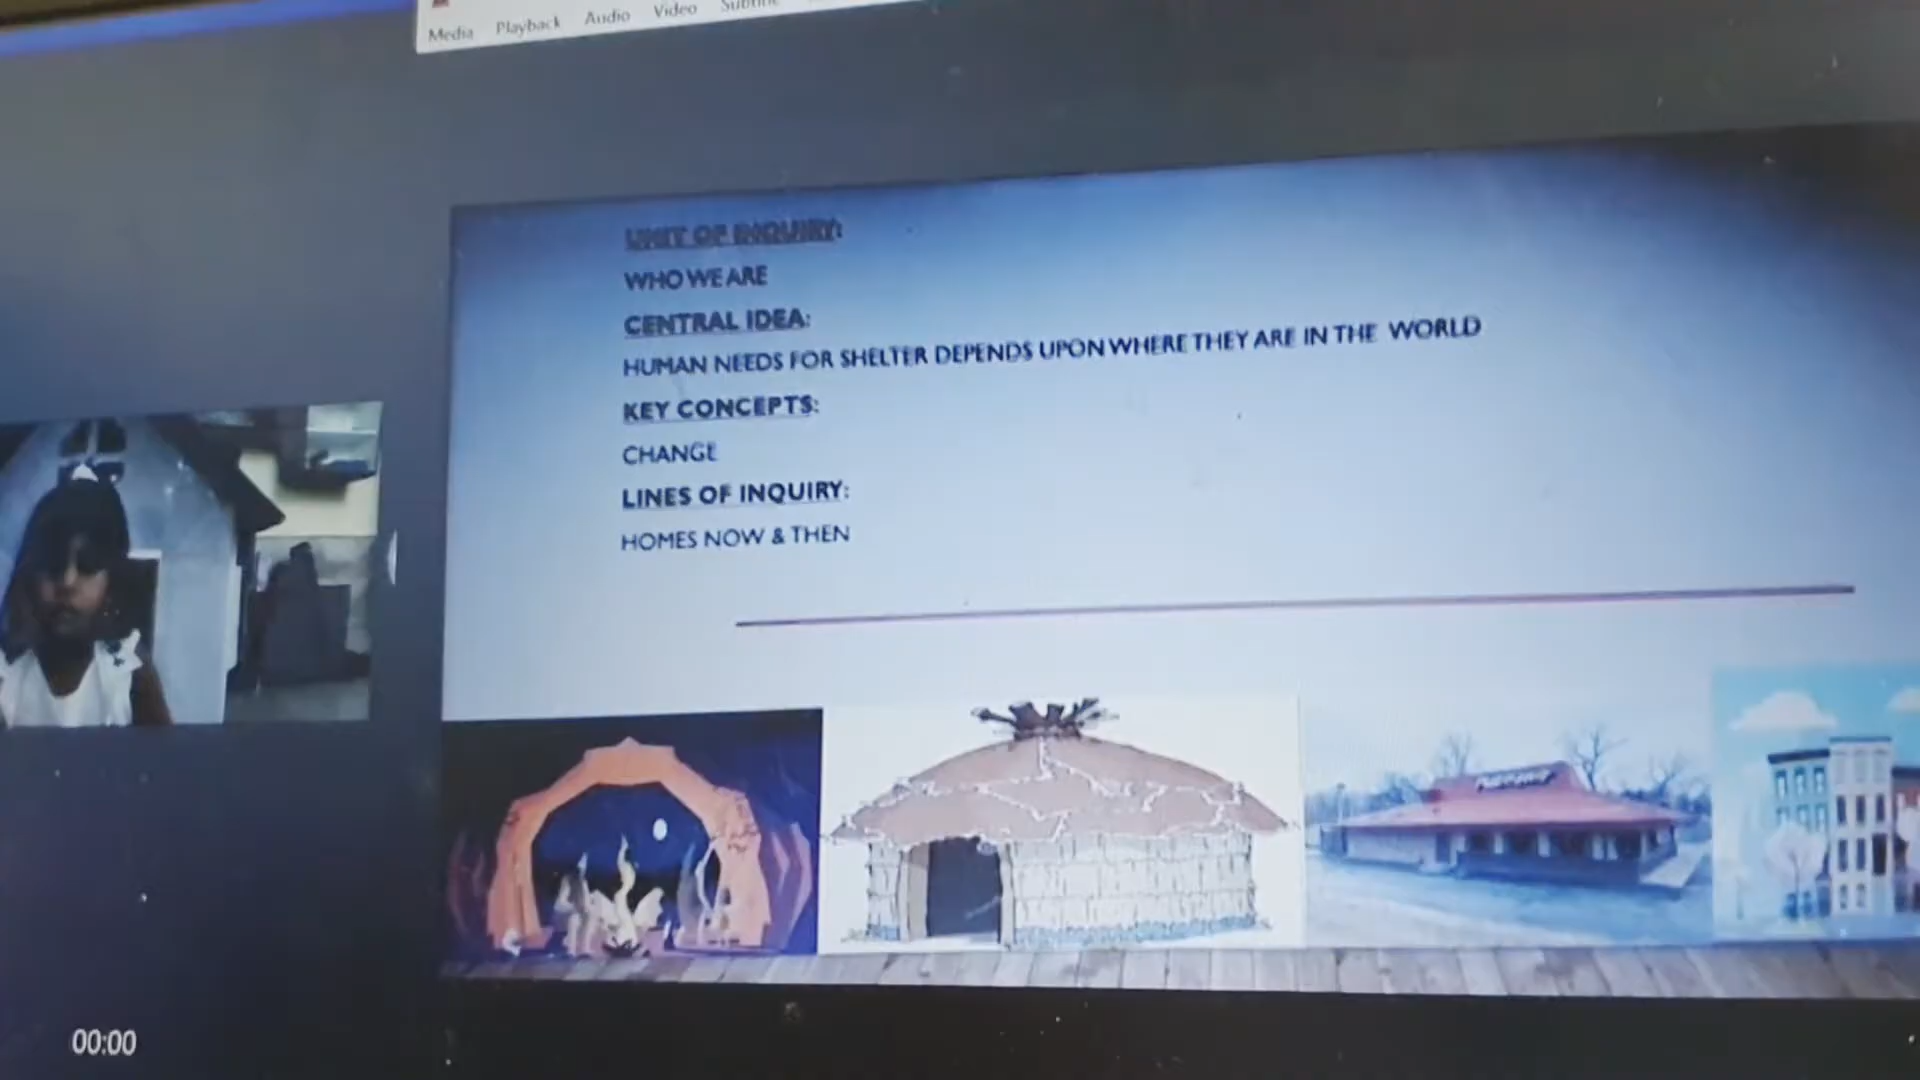 Media Playback Audio Video Subtitle
UNIT OF INQUIRY:
WHO WE ARE
CENTRAL IDEA:
HUMAN NEEDS FOR SHELTER DEPENDS UPON WHERE THEY ARE IN THE WORLD
KEY CONCEPTS:
CHANGE
LINES OF INQUIRY:
HOMES NOW & THEN
00:00